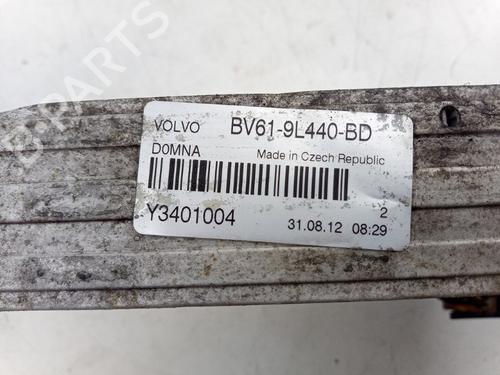 VOLVO BV61-9L440-BD
D0MNA Made in Czech Republic
2
Y3401004 31.08.12 08:29
B-PARTS